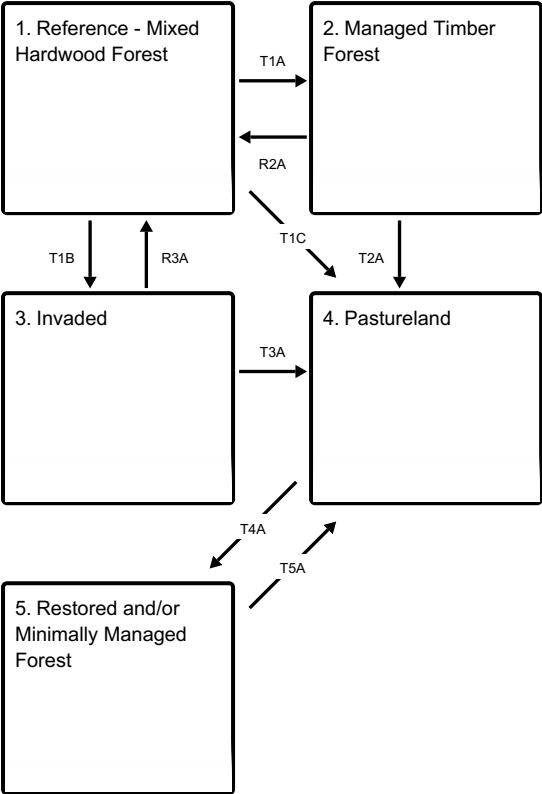 1. Reference - Mixed
Hardwood Forest
T1A
2. Managed Timber
Forest
R2A
T1C
T1B
R3A
T2A
3. Invaded
T3A
4. Pastureland
T4A
T5A
5. Restored and/or
Minimally Managed
Forest